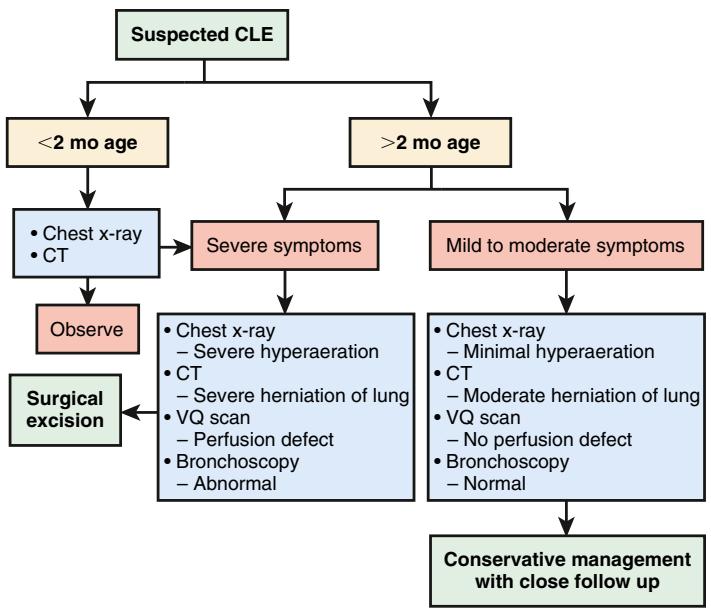 Suspected CLE
<2 mo age
>2 mo age
• Chest x-ray
• CT
Severe symptoms
Mild to moderate symptoms
Observe
• Chest x-ray
– Severe hyperaeration
• CT
– Severe herniation of lung
• VQ scan
– Perfusion defect
• Bronchoscopy
– Abnormal
• Chest x-ray
– Minimal hyperaeration
• CT
– Moderate herniation of lung
• VQ scan
– No perfusion defect
• Bronchoscopy
– Normal
Surgical
excision
Conservative management
with close follow up